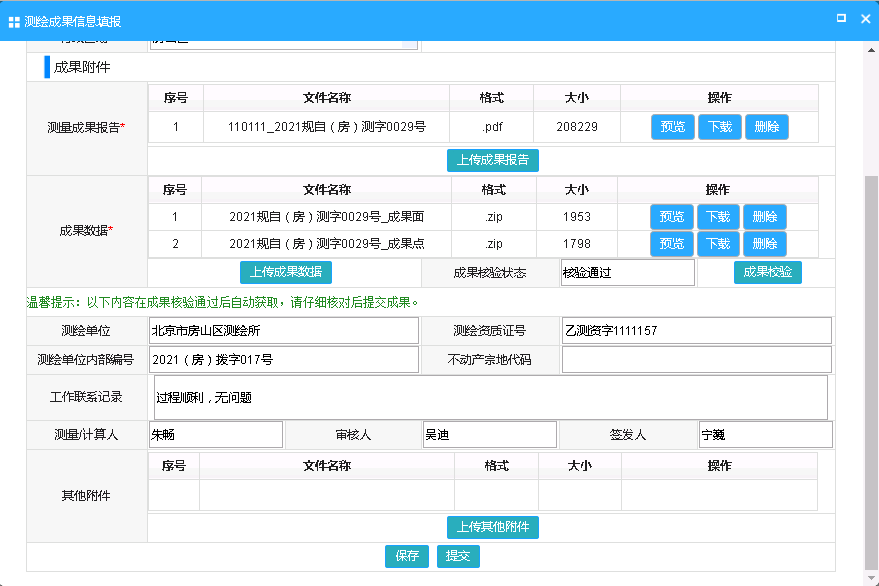 测绘成果信息填报
成果附件
测量成果报告*
序号 文件名称 格式 大小 操作
1 110111_2021规自（房）测字0029号 .pdf 208229 预览 下载 删除
上传成果报告
成果数据*
序号 文件名称 格式 大小 操作
1 2021规自（房）测字0029号_成果面 .zip 1953 预览 下载 删除
2 2021规自（房）测字0029号_成果点 .zip 1798 预览 下载 删除
上传成果数据 成果核验状态 核验通过 成果核验
温馨提示：以下内容在成果核验通过后自动获取，请仔细核对后提交成果。
测绘单位 北京市房山区测绘所 测绘资质证号 乙测资字1111157
测绘单位内部编号 2021（房）拨字017号 不动产宗地代码
工作联系记录 过程顺利，无问题
测量/计算人 朱畅 审核人 吴迪 签发人 宁巍
其他附件
序号 文件名称 格式 大小 操作
上传其他附件
保存 提交